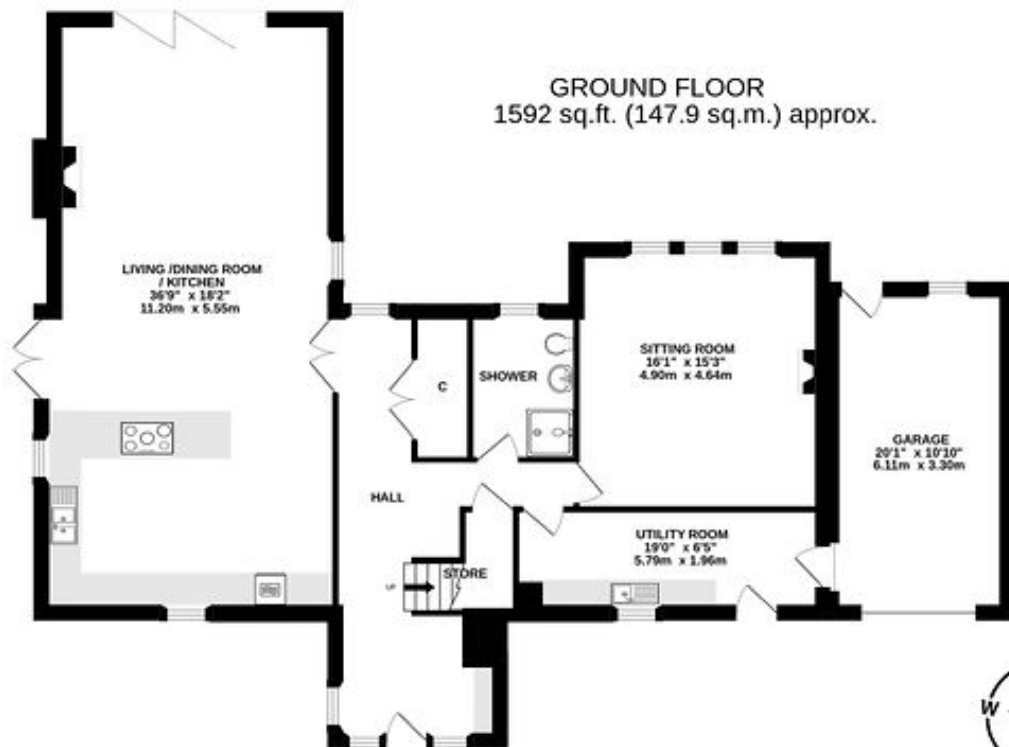 GROUND FLOOR
1592 sq.ft. (147.9 sq.m.) approx.
LIVING /DINING ROOM
/ KITCHEN
36'9" x 18'2"
11.20m x 5.55m
SITTING ROOM
16'1" x 15'3"
4.90m x 4.64m
SHOWER
C
GARAGE
20'1" x 10'10"
6.11m x 3.30m
HALL
UTILITY ROOM
19'0" x 6'5"
5.79m x 1.96m
UP
STORE
W